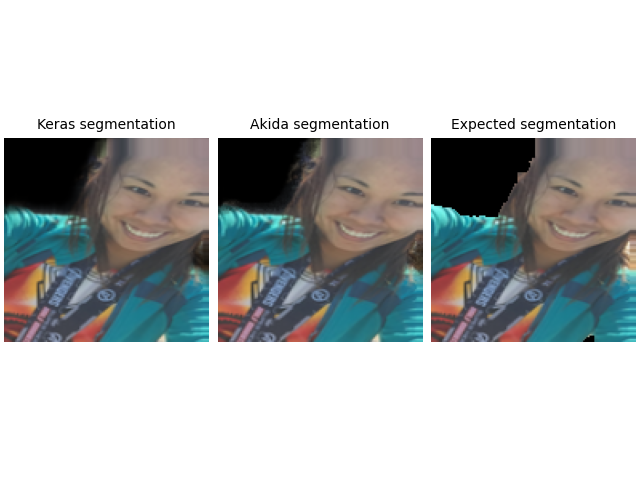 Keras segmentation
Akida segmentation
Expected segmentation